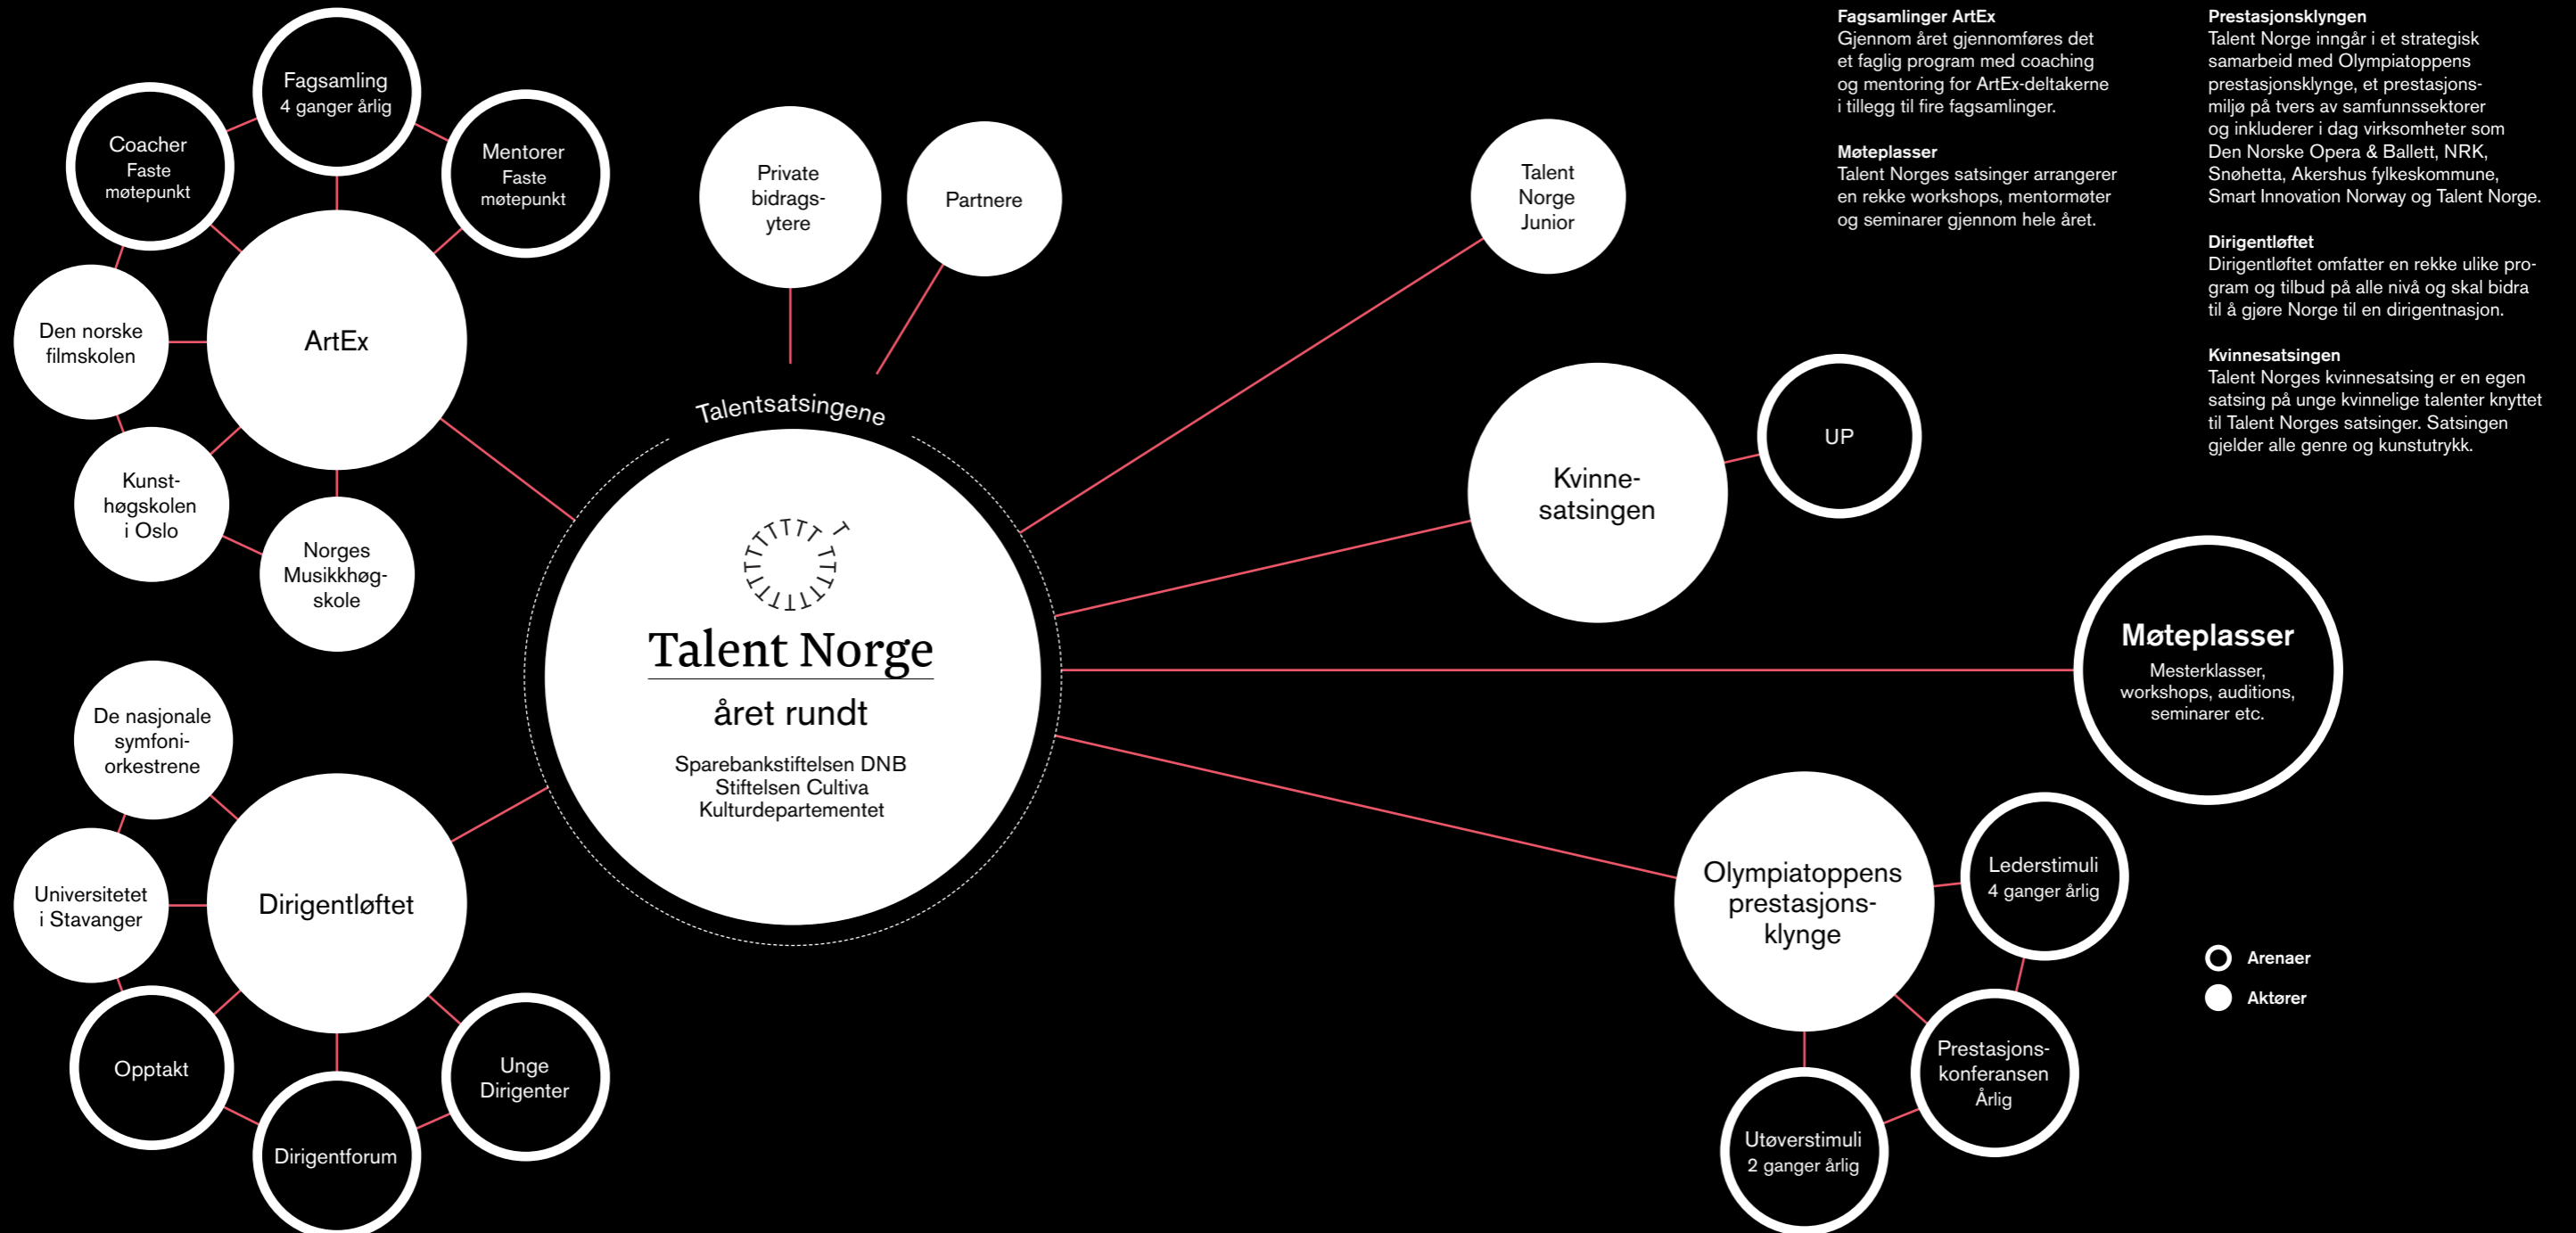 Fagsamling
4 ganger årlig
Coacher
Faste
møtepunkt
Mentorer
Faste
møtepunkt
Den norske
filmskolen
ArtEx
Kunst-
høgskolen
i Oslo
Norges
Musikkhøg-
skole
De nasjonale
symfoni-
orkestrene
Universitetet
i Stavanger
Dirigentløftet
Opptakt
Dirigentforum
Unge
Dirigenter
Private
bidrags-
ytere
Partnere
Talentsatsingene
Talent Norge
året rundt
Sparebankstiftelsen DNB
Stiftelsen Cultiva
Kulturdepartementet
Talent
Norge
Junior
Kvinne-
satsingen
UP
Møteplasser
Mesterklasser,
workshops, auditions,
seminarer etc.
Olympiatoppens
prestasjons-
klynge
Lederstimuli
4 ganger årlig
Prestasjons-
konferansen
Årlig
Utøverstimuli
2 ganger årlig
Fagsamlinger ArtEx
Gjennom året gjennomføres det
et faglig program med coaching
og mentoring for ArtEx-deltakerne
i tillegg til fire fagsamlinger.
Møteplasser
Talent Norges satsinger arrangerer
en rekke workshops, mentormøter
og seminarer gjennom hele året.
Prestasjonsklyngen
Talent Norge inngår i et strategisk
samarbeid med Olympiatoppens
prestasjonsklynge, et prestasjons-
miljø på tvers av samfunnssektorer
og inkluderer i dag virksomheter som
Den Norske Opera & Ballett, NRK,
Snøhetta, Akershus fylkeskommune,
Smart Innovation Norway og Talent Norge.
Dirigentløftet
Dirigentløftet omfatter en rekke ulike pro-
gram og tilbud på alle nivå og skal bidra
til å gjøre Norge til en dirigentnasjon.
Kvinnesatsingen
Talent Norges kvinnesatsing er en egen
satsing på unge kvinnelige talenter knyttet
til Talent Norges satsinger. Satsingen
gjelder alle genre og kunstutrykk.
Arenaer
Aktører